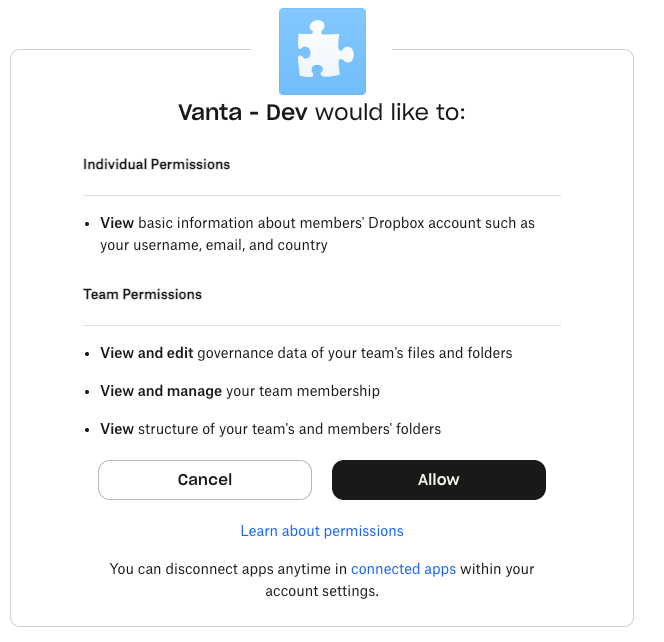 Vanta - Dev would like to:
Individual Permissions
• View basic information about members' Dropbox account such as
your username, email, and country
Team Permissions
• View and edit governance data of your team's files and folders
• View and manage your team membership
• View structure of your team's and members' folders
Cancel
Allow
Learn about permissions
You can disconnect apps anytime in connected apps within your
account settings.